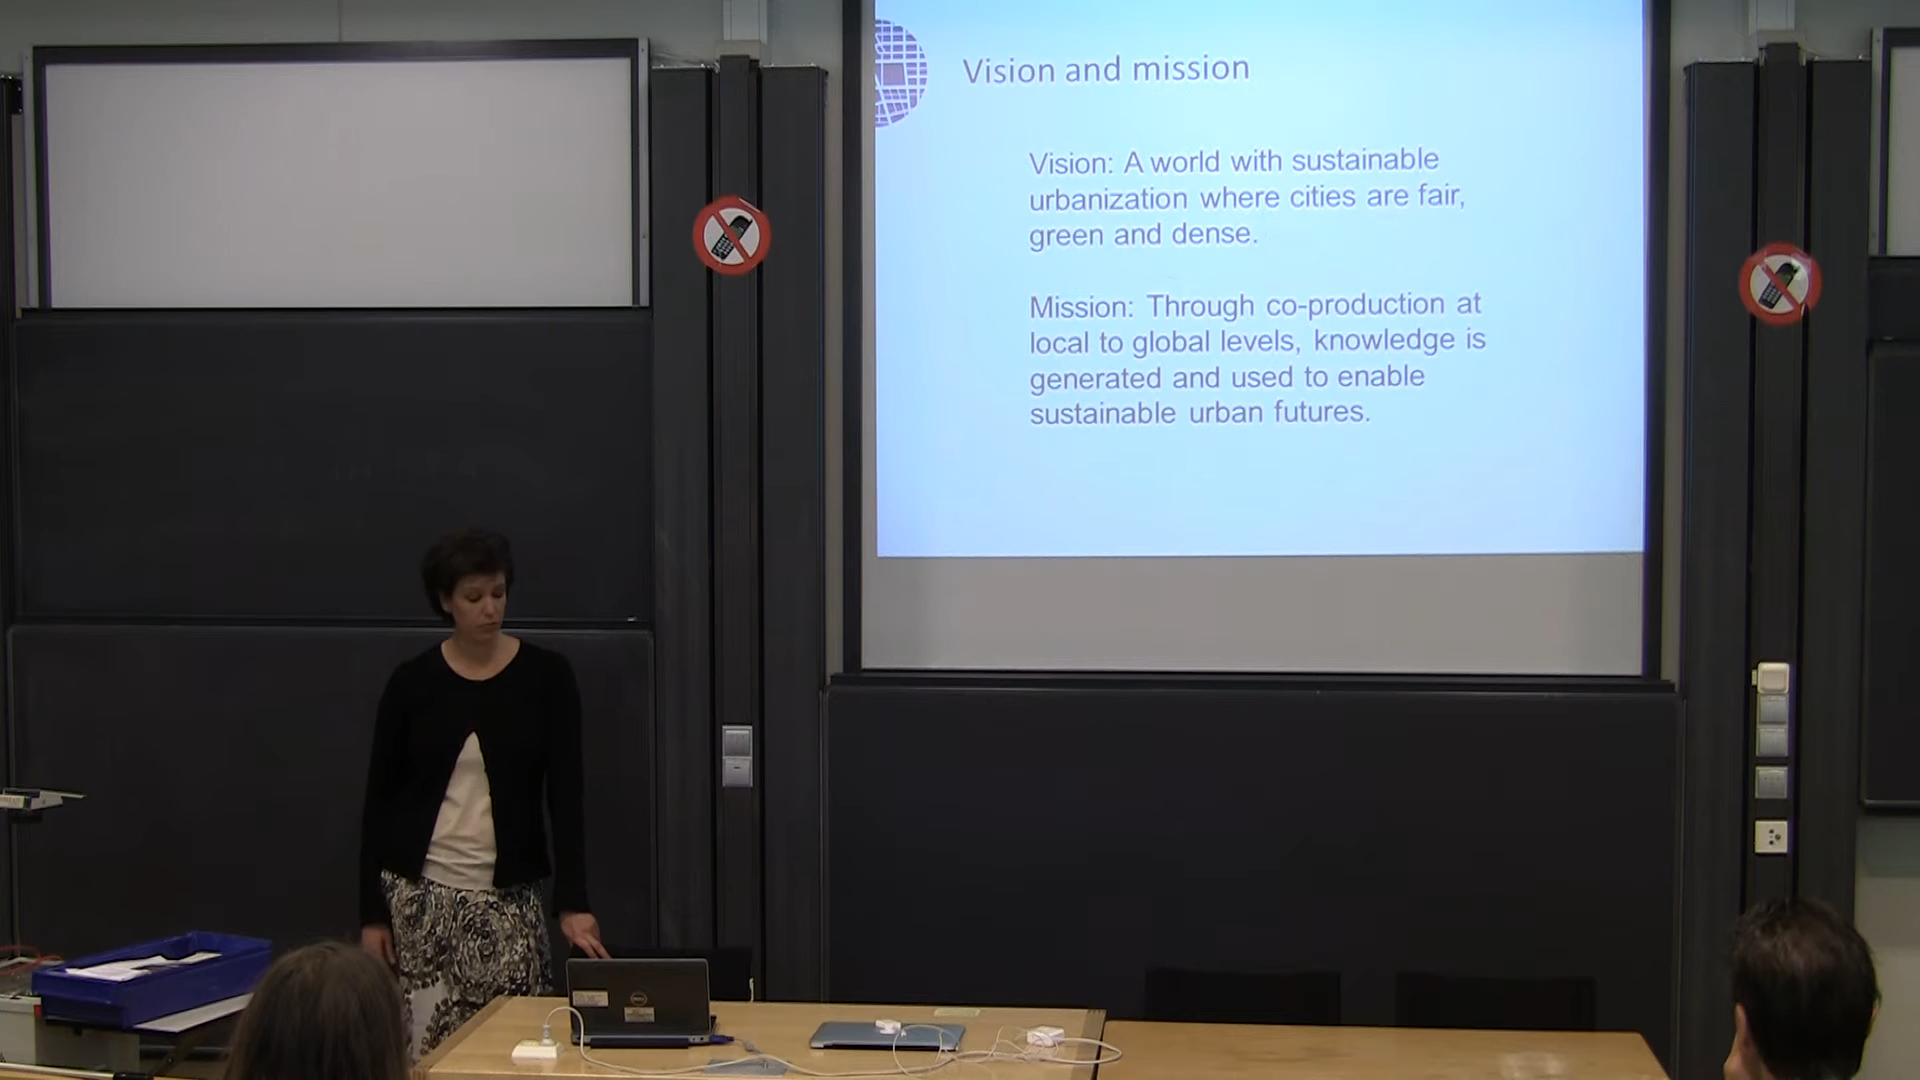 Vision and mission
Vision: A world with sustainable
urbanization where cities are fair,
green and dense.
Mission: Through co-production at
local to global levels, knowledge is
generated and used to enable
sustainable urban futures.
DELL